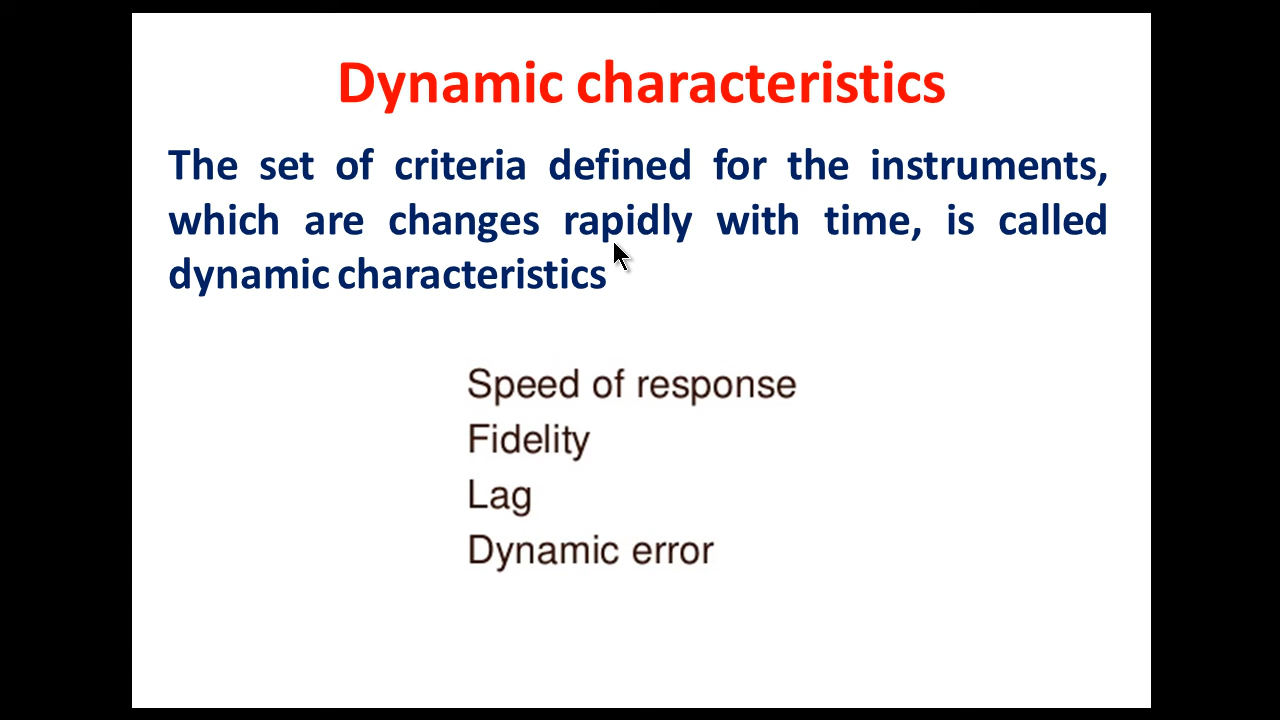 Dynamic characteristics
The set of criteria defined for the instruments,
which are changes rapidly with time, is called
dynamic characteristics
Speed of response
Fidelity
Lag
Dynamic error